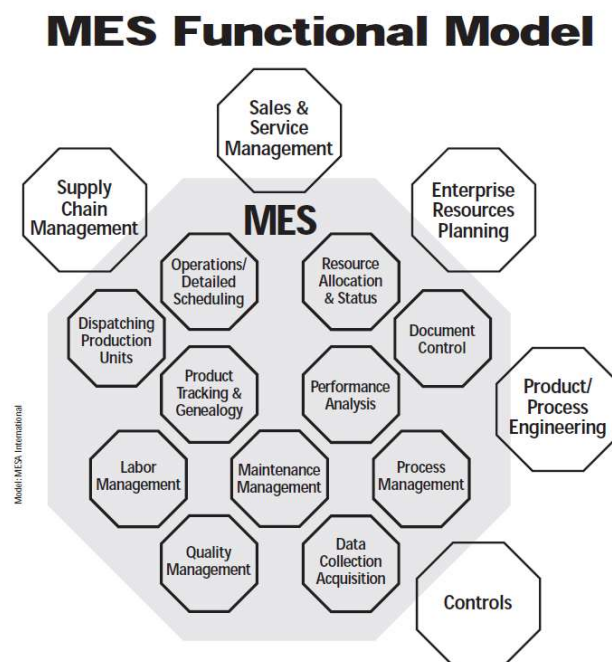 MES Functional Model
Sales &
Service
Management
Supply
Chain
Management
Enterprise
Resources
Planning
MES
Operations/
Detailed
Scheduling
Resource
Allocation
& Status
Dispatching
Production
Units
Document
Control
Product
Tracking &
Genealogy
Performance
Analysis
Product/
Process
Engineering
Labor
Management
Maintenance
Management
Process
Management
Quality
Management
Data
Collection
Acquisition
Controls
Model: MESA International